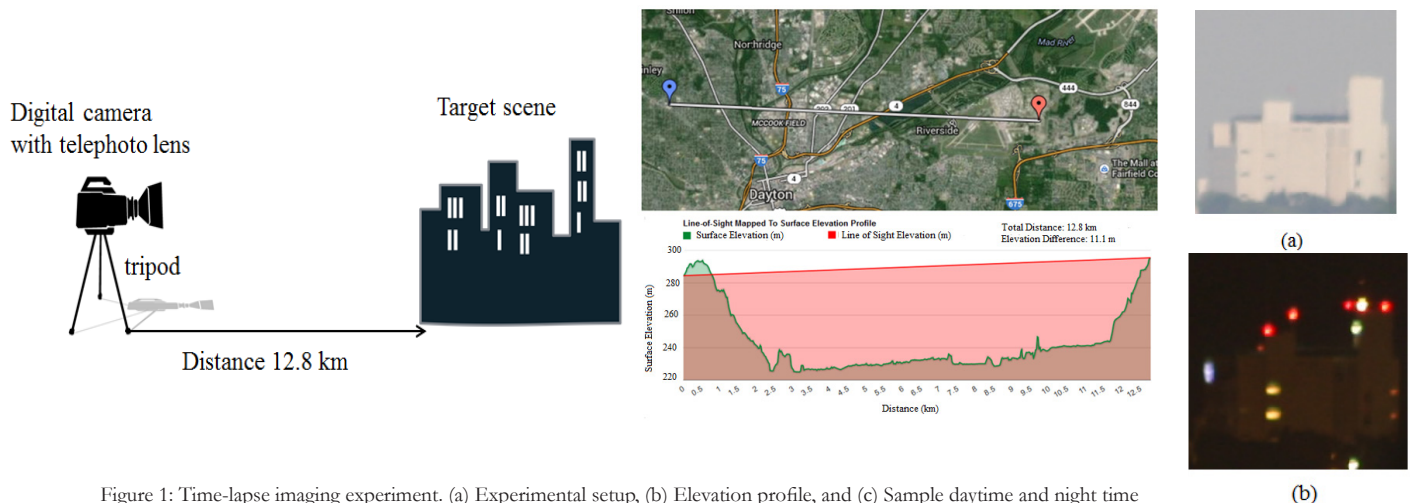 Digital camera
with telephoto lens
Target scene
tripod
Distance 12.8 km
Northridge
Mad River
75
444
4
844
MCCOOK FIELD
Riverside
75
4
The Mall at
Fairfield Co
Dayton
675
Line-of-Sight Mapped To Surface Elevation Profile
Surface Elevation (m)
Line of Sight Elevation (m)
Total Distance: 12.8 km
Elevation Difference: 11.1 m
300
280
260
240
220
Surface Elevation (m)
0 0.5 1 1.5 2 2.5 3 3.5 4 4.5 5 5.5 6 6.5 7 7.5 8 8.5 9 9.5 10 10.5 11 11.5 12 12.5
Distance (km)
(a)
(b)
Figure 1: Time-lapse imaging experiment. (a) Experimental setup, (b) Elevation profile, and (c) Sample daytime and night time